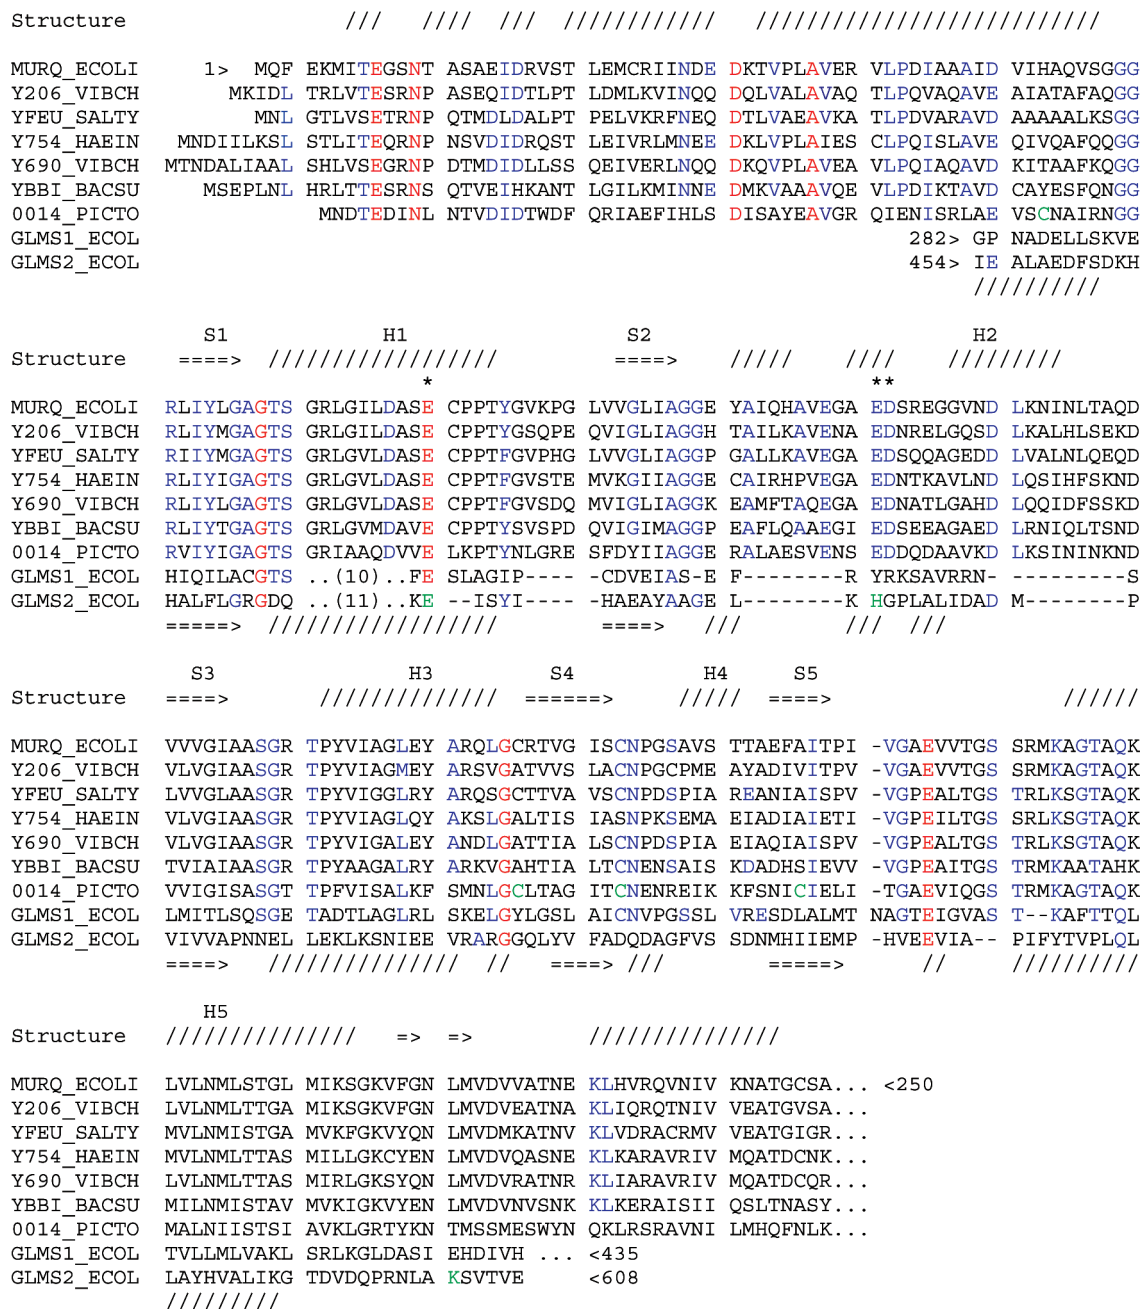 Structure /// //// /// //////////// ////////////////////////////
MURQ_ECOLI 1> MQF EKMITEGSNT ASAEIDRVST LEMCRIINDE DKTVPLAVER VLPDIAAAID VIHAQVSGGG
Y206_VIBCH MKIDL TRLVTESRNP ASEQIDTLPT LDMLKVINQQ DQLVALAVAQ TLPQVAQAVE AIATAFAQGG
YFEU_SALTY MNL GTLVSETRNP QTMDLDALPT PELVKRFNEQ DTLVAEAVKA TLPDVARAVD AAAAALKSGG
Y754_HAEIN MNDIILKSL STLITEQRNP NSVDIDRQST LEIVRLMNEE DKLVPLAIES CLPQISLAVE QIVQAFQQGG
Y690_VIBCH MTNDALIAAL SHLVSEGRNP DTMDIDLLSS QEIVERLNQQ DKQVPLAVEA VLPQIAQAVD KITAAFKQGG
YBBI_BACSU MSEPLNL HRLTTESRNS QTVEIHKANT LGILKMINNE DMKVAAAVQE VLPDIKTAVD CAYESFQNGG
0014_PICTO MNDTEDINL NTVDIDTWDF QRIAEFIHLS DISAYEAVGR QIENISRLAE VSCNAIRNGG
GLMS1_ECOL 282> GP NADELLSKVE
GLMS2_ECOL 454> IE ALAEDFSDKH
//////////
S1 H1 S2 H2
Structure ====> ////////////////// ====> ///// //// /////////
* **
MURQ_ECOLI RLIYLGAGTS GRLGILDASE CPPTYGVKPG LVVGLIAGGE YAIQHAVEGA EDSREGGVND LKNINLTAQD
Y206_VIBCH RLIYMGAGTS GRLGILDASE CPPTYGSQPE QVIGLIAGGH TAILKAVENA EDNRELGQSD LKALHLSEKD
YFEU_SALTY RIIYMGAGTS GRLGVLDASE CPPTFGVPHG LVVGLIAGGP GALLKAVEGA EDSQQAGEDD LVALNLQEQD
Y754_HAEIN RLIYIGAGTS GRLGVLDASE CPPTFGVSTE MVKGIIAGGE CAIRHPVEGA EDNTKAVLND LQSIHFSKND
Y690_VIBCH RLIYIGAGTS GRLGVLDASE CPPTFGVSDQ MVIGLIAGGK EAMFTAQEGA EDNATLGAHD LQQIDFSSKD
YBBI_BACSU RLIYTGAGTS GRLGVMDAVE CPPTYSVSPD QVIGIMAGGP EAFLQAAEGI EDSEEAGAED LRNIQLTSND
0014_PICTO RVIYIGAGTS GRIAAQDVVE LKPTYNLGRE SFDYIIAGGE RALAESVENS EDDQDAAVKD LKSININKND
GLMS1_ECOL HIQILACGTS ..(10)..FE SLAGIP---- -CDVEIAS-E F--------R YRKSAVRRN- ---------S
GLMS2_ECOL HALFLGRGDQ ..(11)..KE --ISYI---- -HAEAYAAGE L--------K HGPLALIDAD M--------P
=====> ////////////////// ====> /// /// ///
S3 H3 S4 H4 S5
Structure ====> ////////////// ======> ///// ====> //////
MURQ_ECOLI VVVGIAASGR TPYVIAGLEY ARQLGCRTVG ISCNPGSAVS TTAEFAITPI -VGAEVVTGS SRMKAGTAQK
Y206_VIBCH VLVGIAASGR TPYVIAGMEY ARSVGATVVS LACNPGCPME AYADIVITPV -VGAEVVTGS SRMKAGTAQK
YFEU_SALTY LVVGLAASGR TPYVIGGLRY ARQSGCTTVA VSCNPDSPIA REANIAISPV -VGPEALTGS TRLKSGTAQK
Y754_HAEIN VLVGIAASGR TPYVIAGLQY AKSLGALTIS IASNPKSEMA EIADIAIETI -VGPEILTGS SRLKSGTAQK
Y690_VIBCH VLVGIAASGR TPYVIGALEY ANDLGATTIA LSCNPDSPIA EIAQIAISPV -VGPEALTGS TRLKSGTAQK
YBBI_BACSU TVIAIAASGR TPYAAGALRY ARKVGAHTIA LTCNENSAIS KDADHSIEVV -VGPEAITGS TRMKAATAHK
0014_PICTO VVIGISASGT TPFVISALKF SMNLGCLTAG ITCNENREIK KFSNICIELI -TGAEVIQGS TRMKAGTAQK
GLMS1_ECOL LMITLSQSGE TADTLAGLRL SKELGYLGSL AICNVPGSSL VRESDLALMT NAGTEIGVAS T--KAFTTQL
GLMS2_ECOL VIVVAPNNEL LEKLKSNIEE VRARGGQLYV FADQDAGFVS SDNMHIIEMP -HVEEVIA-- PIFYTVPLQL
====> /////////////// // ====> /// =====> // //////////
H5
Structure /////////////// => => ///////////////
MURQ_ECOLI LVLNMLSTGL MIKSGKVFGN LMVDVVATNE KLHVRQVNIV KNATGCSA... <250
Y206_VIBCH LVLNMLTTGA MIKSGKVFGN LMVDVEATNA KLIQRQTNIV VEATGVSA...
YFEU_SALTY MVLNMISTGA MVKFGKVYQN LMVDMKATNV KLVDRACRMV VEATGIGR...
Y754_HAEIN MVLNMLTTAS MILLGKCYEN LMVDVQASNE KLKARAVRIV MQATDCNK...
Y690_VIBCH LVLNMLTTAS MIRLGKSYQN LMVDVRATNR KLIARAVRIV MQATDCQR...
YBBI_BACSU MILNMISTAV MVKIGKVYEN LMVDVNVSNK KLKERAISII QSLTNASY...
0014_PICTO MALNIISTSI AVKLGRTYKN TMSSMESWYN QKLRSRAVNI LMHQFNLK...
GLMS1_ECOL TVLLMLVAKL SRLKGLDASI EHDIVH ... <435
GLMS2_ECOL LAYHVALIKG TDVDQPRNLA KSVTVE <608
/////////